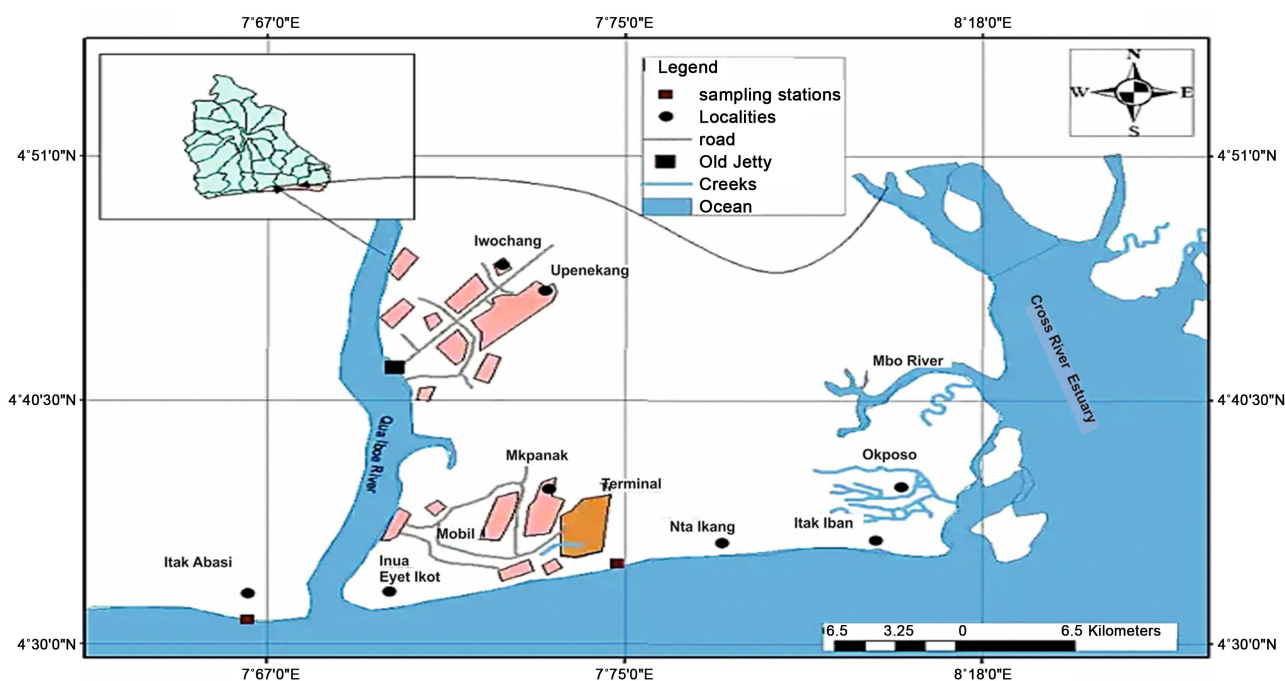 7°67'0"E
7°75'0"E
8°18'0"E
Legend
sampling stations
Localities
road
Old Jetty
Creeks
Ocean
N
W
E
S
4°51'0"N
4°51'0"N
Iwochang
Upenekang
Cross River Estuary
Mbo River
4°40'30"N
4°40'30"N
Qua Iboe River
Mkpanak
Okposo
Terminal
Mobil
Nta Ikang
Itak Iban
Itak Abasi
Inua
Eyet Ikot
6.5 3.25 0 6.5 Kilometers
4°30'0"N
4°30'0"N
7°67'0"E
7°75'0"E
8°18'0"E